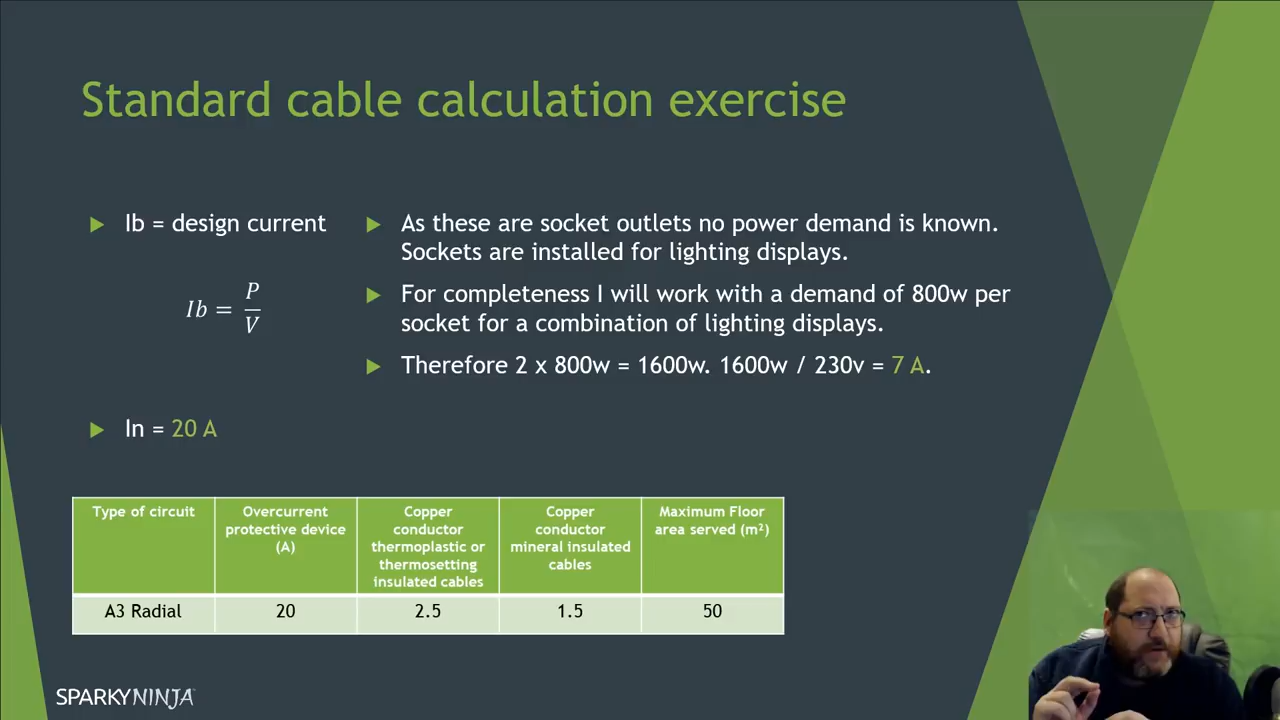 Standard cable calculation exercise
Ib = design current
Ib = P/V
In = 20 A
As these are socket outlets no power demand is known.
Sockets are installed for lighting displays.
For completeness I will work with a demand of 800w per
socket for a combination of lighting displays.
Therefore 2 x 800w = 1600w. 1600w / 230v = 7 A.
Type of circuit
Overcurrent
protective device
(A)
Copper
conductor
thermoplastic or
thermosetting
insulated cables
Copper
conductor
mineral insulated
cables
Maximum Floor
area served (m²)
A3 Radial
20
2.5
1.5
50
SPARKYNINJA